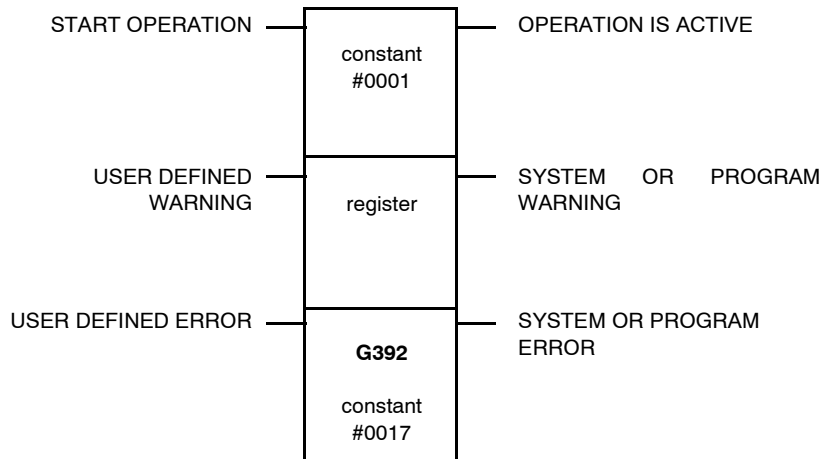 START OPERATION
OPERATION IS ACTIVE
constant
#0001
USER DEFINED
WARNING
SYSTEM OR PROGRAM
WARNING
register
USER DEFINED ERROR
SYSTEM OR PROGRAM
ERROR
G392
constant
#0017